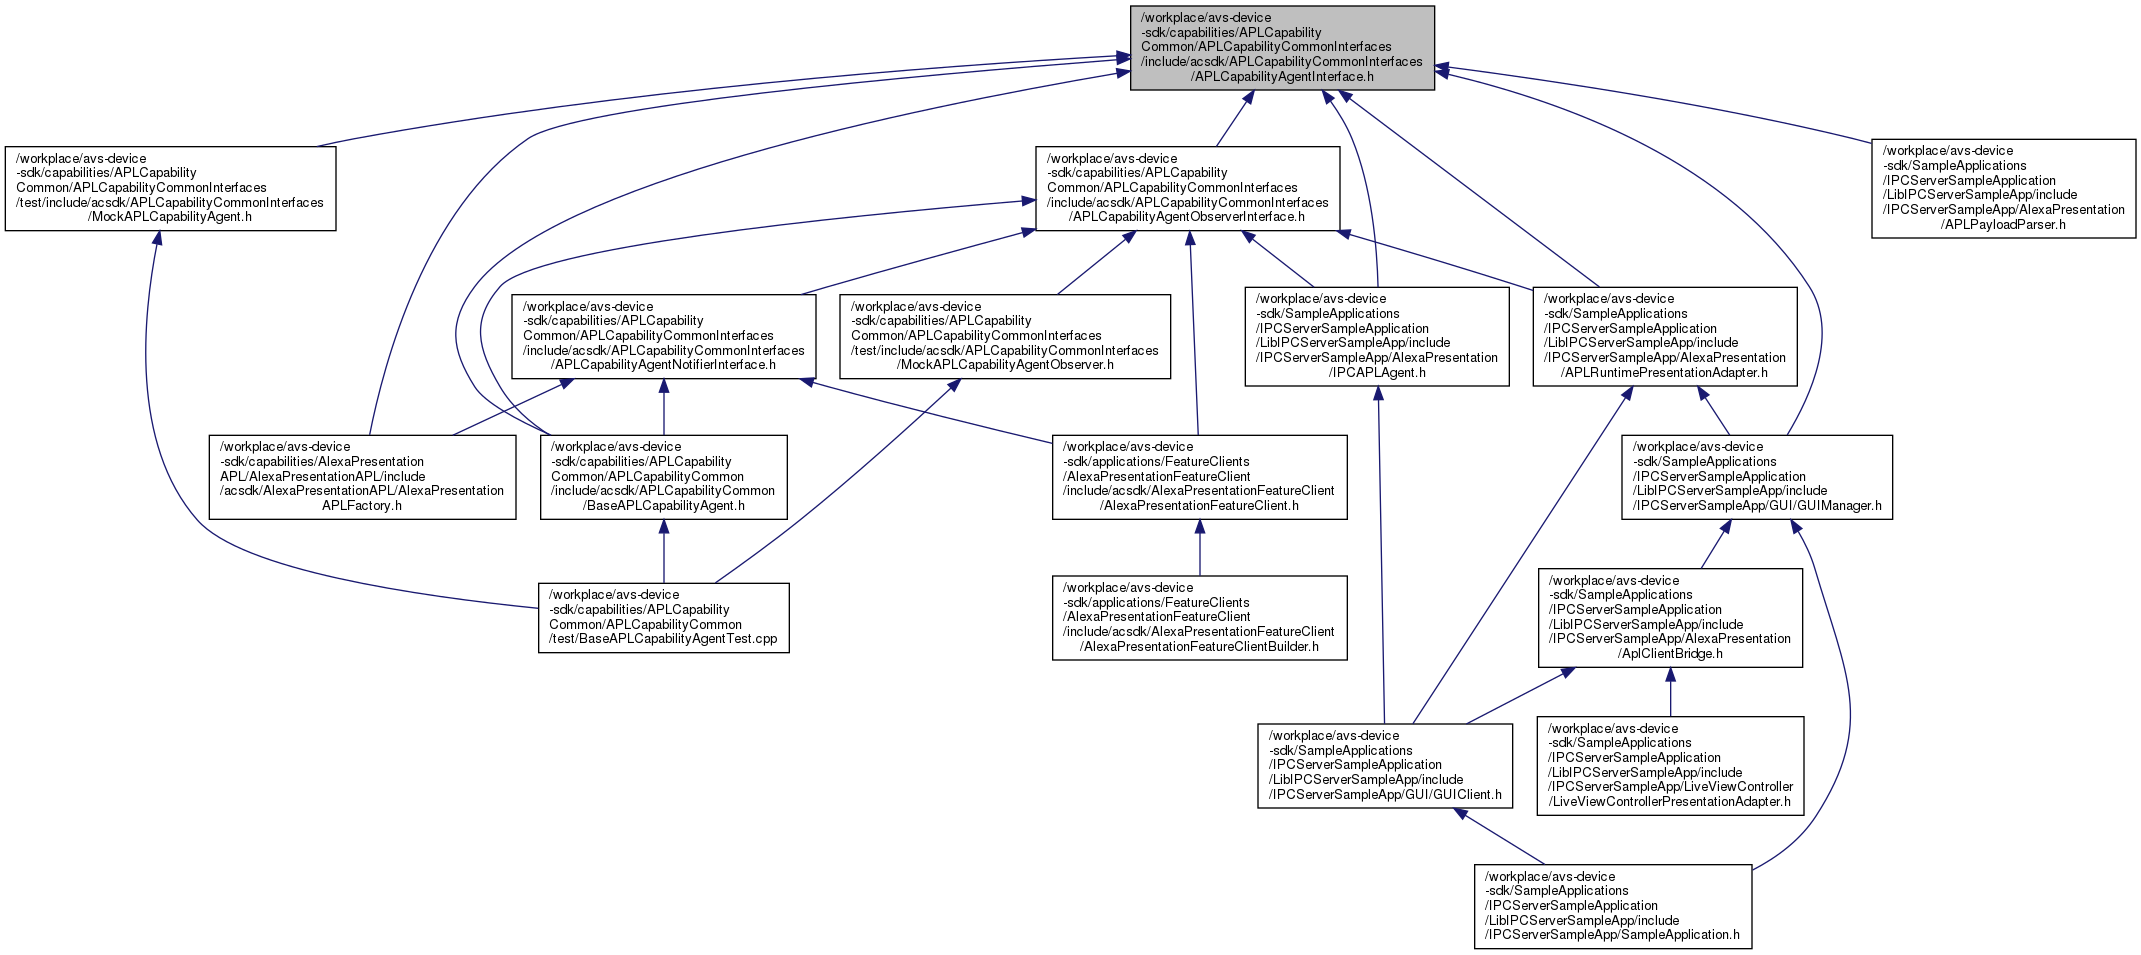 /workplace/avs-device
-sdk/capabilities/APLCapability
Common/APLCapabilityCommonInterfaces
/include/acsdk/APLCapabilityCommonInterfaces
/APLCapabilityAgentInterface.h
/workplace/avs-device
-sdk/capabilities/APLCapability
Common/APLCapabilityCommonInterfaces
/test/include/acsdk/APLCapabilityCommonInterfaces
/MockAPLCapabilityAgent.h
/workplace/avs-device
-sdk/capabilities/APLCapability
Common/APLCapabilityCommonInterfaces
/include/acsdk/APLCapabilityCommonInterfaces
/APLCapabilityAgentObserverInterface.h
/workplace/avs-device
-sdk/SampleApplications
/IPCServerSampleApplication
/LibIPCServerSampleApp/include
/IPCServerSampleApp/AlexaPresentation
/APLPayloadParser.h
/workplace/avs-device
-sdk/capabilities/APLCapability
Common/APLCapabilityCommonInterfaces
/include/acsdk/APLCapabilityCommonInterfaces
/APLCapabilityAgentNotifierInterface.h
/workplace/avs-device
-sdk/capabilities/APLCapability
Common/APLCapabilityCommonInterfaces
/test/include/acsdk/APLCapabilityCommonInterfaces
/MockAPLCapabilityAgentObserver.h
/workplace/avs-device
-sdk/SampleApplications
/IPCServerSampleApplication
/LibIPCServerSampleApp/include
/IPCServerSampleApp/AlexaPresentation
/IPCAPLAgent.h
/workplace/avs-device
-sdk/SampleApplications
/IPCServerSampleApplication
/LibIPCServerSampleApp/include
/IPCServerSampleApp/AlexaPresentation
/APLRuntimePresentationAdapter.h
/workplace/avs-device
-sdk/capabilities/AlexaPresentation
APL/AlexaPresentationAPL/include
/acsdk/AlexaPresentationAPL/AlexaPresentation
APLFactory.h
/workplace/avs-device
-sdk/capabilities/APLCapability
Common/APLCapabilityCommon
/include/acsdk/APLCapabilityCommon
/BaseAPLCapabilityAgent.h
/workplace/avs-device
-sdk/applications/FeatureClients
/AlexaPresentationFeatureClient
/include/acsdk/AlexaPresentationFeatureClient
/AlexaPresentationFeatureClient.h
/workplace/avs-device
-sdk/SampleApplications
/IPCServerSampleApplication
/LibIPCServerSampleApp/include
/IPCServerSampleApp/GUI/GUIManager.h
/workplace/avs-device
-sdk/capabilities/APLCapability
Common/APLCapabilityCommon
/test/BaseAPLCapabilityAgentTest.cpp
/workplace/avs-device
-sdk/applications/FeatureClients
/AlexaPresentationFeatureClient
/include/acsdk/AlexaPresentationFeatureClient
/AlexaPresentationFeatureClientBuilder.h
/workplace/avs-device
-sdk/SampleApplications
/IPCServerSampleApplication
/LibIPCServerSampleApp/include
/IPCServerSampleApp/AlexaPresentation
/AplClientBridge.h
/workplace/avs-device
-sdk/SampleApplications
/IPCServerSampleApplication
/LibIPCServerSampleApp/include
/IPCServerSampleApp/GUI/GUIClient.h
/workplace/avs-device
-sdk/SampleApplications
/IPCServerSampleApplication
/LibIPCServerSampleApp/include
/IPCServerSampleApp/LiveViewController
/LiveViewControllerPresentationAdapter.h
/workplace/avs-device
-sdk/SampleApplications
/IPCServerSampleApplication
/LibIPCServerSampleApp/include
/IPCServerSampleApp/SampleApplication.h